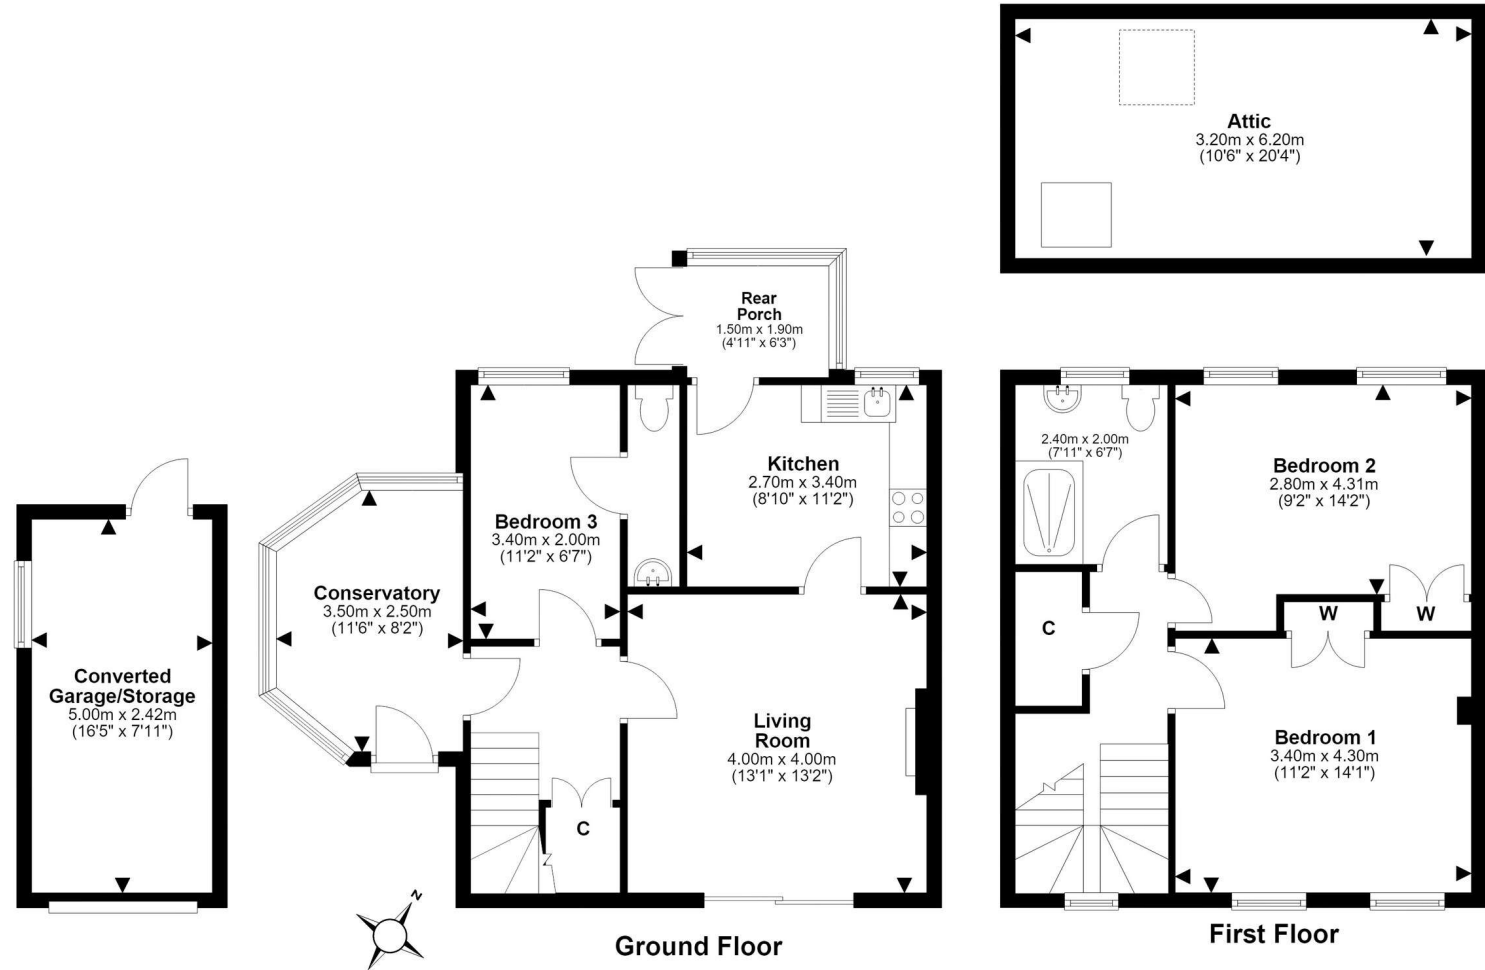 Attic
3.20m x 6.20m
(10'6" x 20'4")
Rear
Porch
1.50m x 1.90m
(4'11" x 6'3")
Kitchen
2.70m x 3.40m
(8'10" x 11'2")
Bedroom 3
3.40m x 2.00m
(11'2" x 6'7")
Conservatory
3.50m x 2.50m
(11'6" x 8'2")
Converted
Garage/Storage
5.00m x 2.42m
(16'5" x 7'11")
Living
Room
4.00m x 4.00m
(13'1" x 13'2")
C
N
Ground Floor
2.40m x 2.00m
(7'11" x 6'7")
Bedroom 2
2.80m x 4.31m
(9'2" x 14'2")
C
W
W
Bedroom 1
3.40m x 4.30m
(11'2" x 14'1")
First Floor